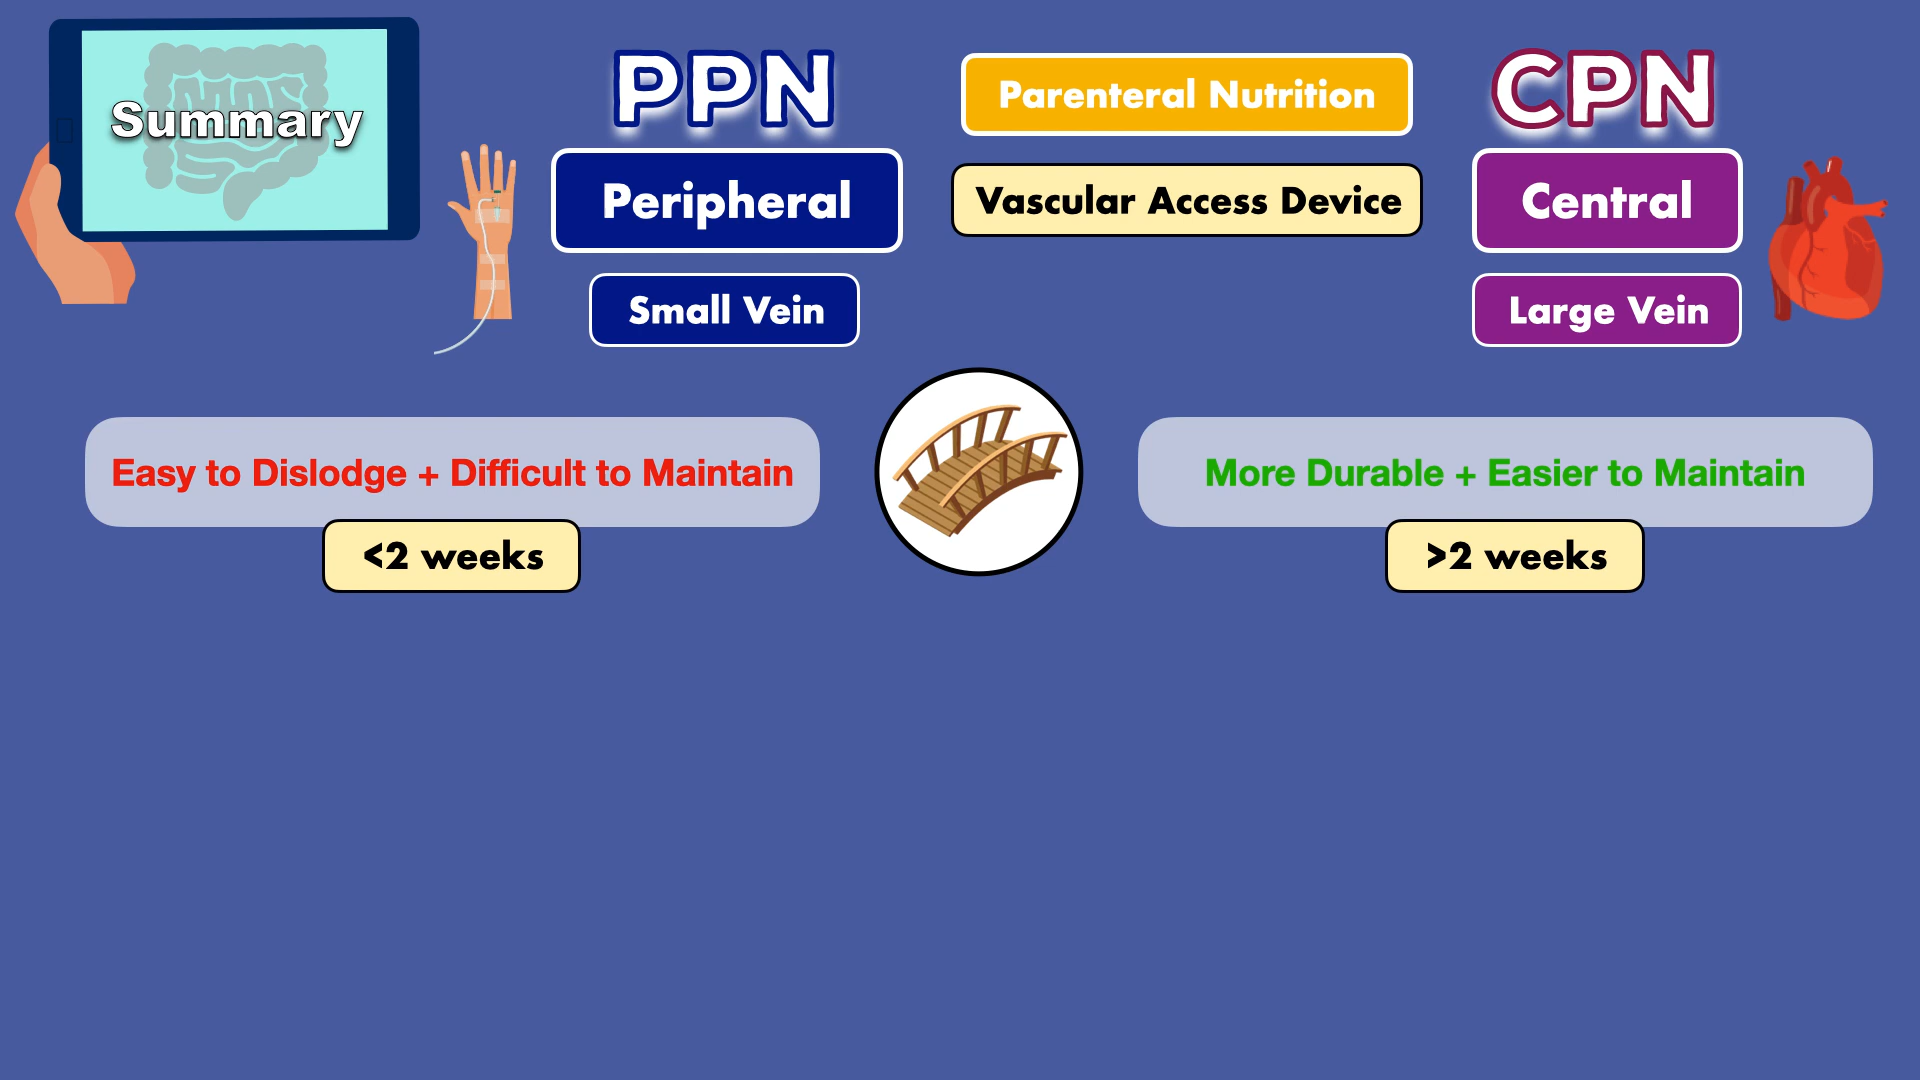 Summary
PPN
Parenteral Nutrition
CPN
Peripheral
Vascular Access Device
Central
Small Vein
Large Vein
Easy to Dislodge + Difficult to Maintain
More Durable + Easier to Maintain
<2 weeks
>2 weeks